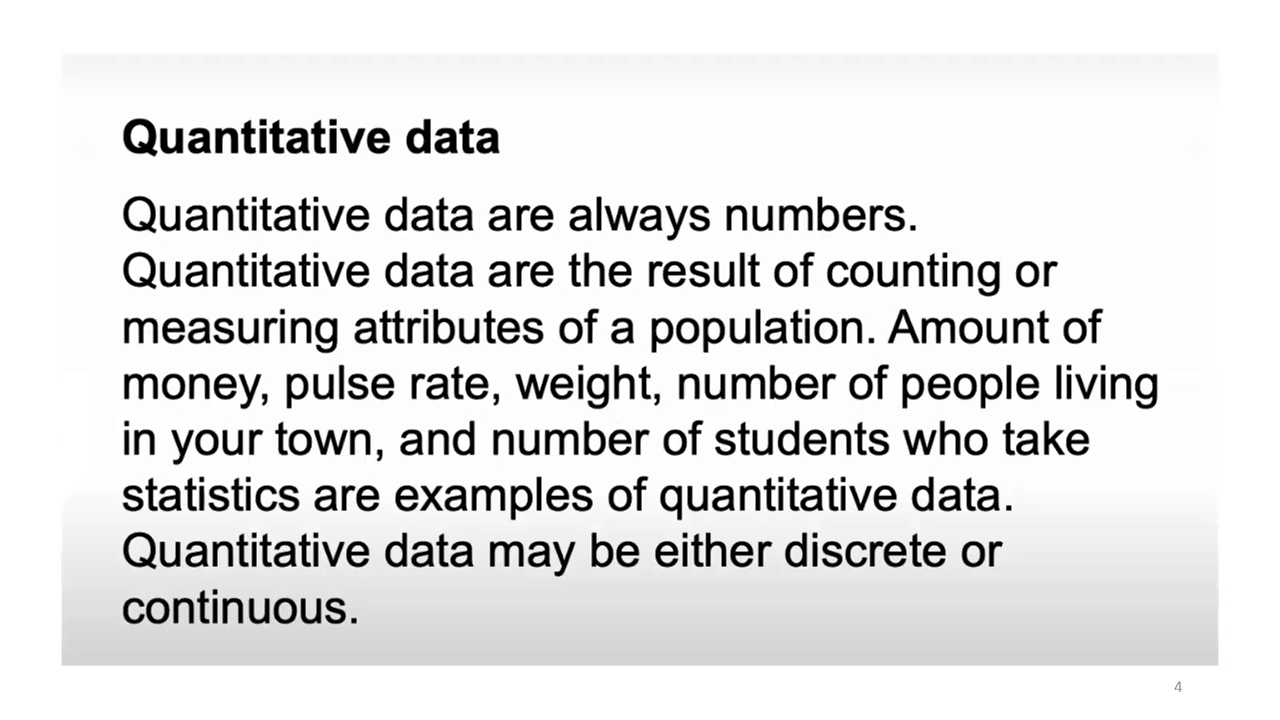 Quantitative data
Quantitative data are always numbers.
Quantitative data are the result of counting or
measuring attributes of a population. Amount of
money, pulse rate, weight, number of people living
in your town, and number of students who take
statistics are examples of quantitative data.
Quantitative data may be either discrete or
continuous.
4